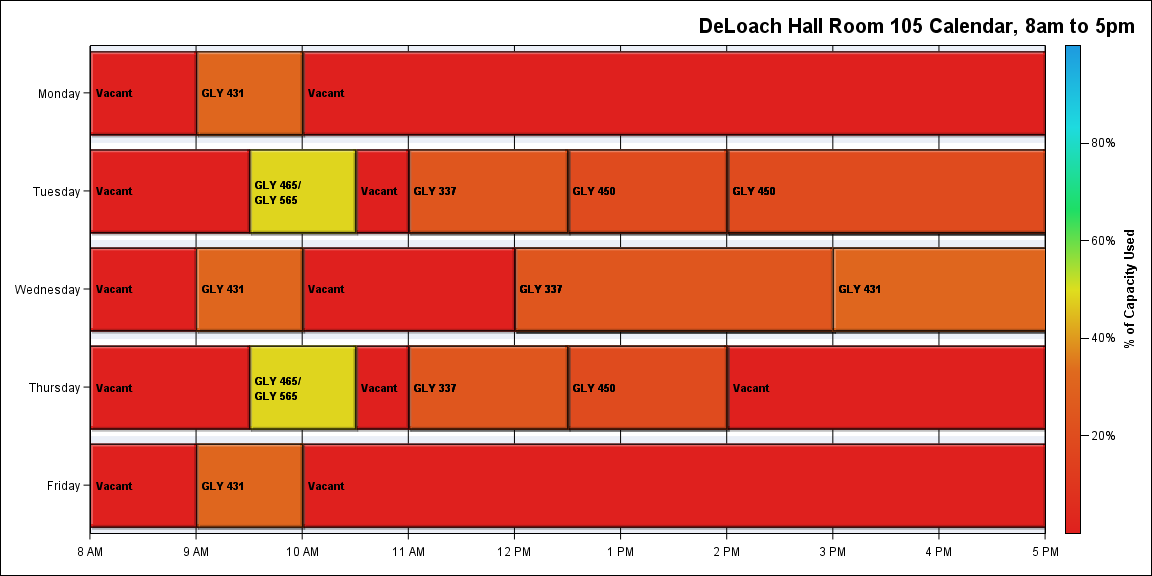 DeLoach Hall Room 105 Calendar, 8am to 5pm
Monday
Vacant
GLY 431
Vacant
Tuesday
Vacant
GLY 465/
GLY 565
Vacant
GLY 337
GLY 450
GLY 450
Wednesday
Vacant
GLY 431
Vacant
GLY 337
GLY 431
Thursday
Vacant
GLY 465/
GLY 565
Vacant
GLY 337
GLY 450
Vacant
Friday
Vacant
GLY 431
Vacant
8 AM
9 AM
10 AM
11 AM
12 PM
1 PM
2 PM
3 PM
4 PM
5 PM
80%
60%
40%
20%
% of Capacity Used